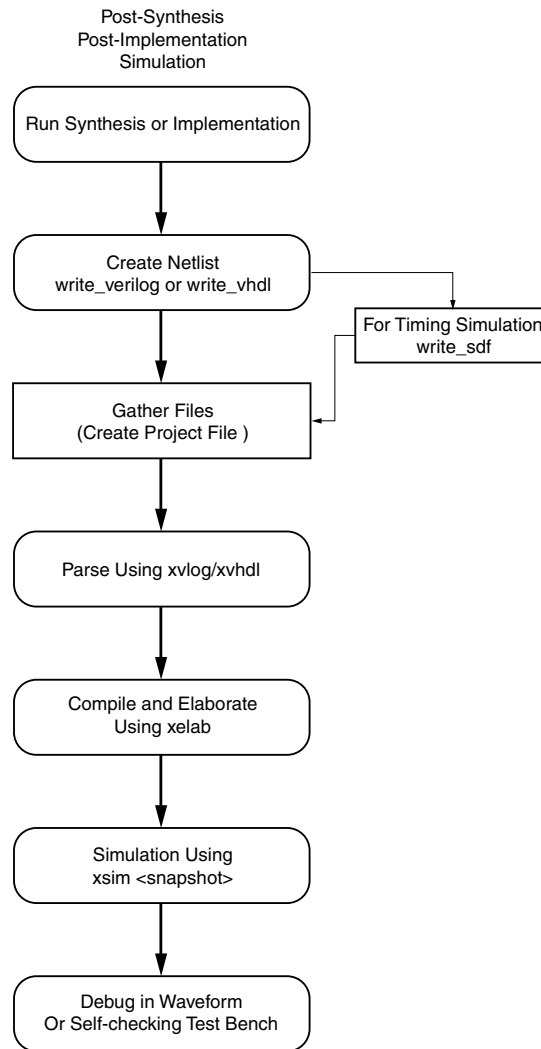 Post-Synthesis
Post-Implementation
Simulation
Run Synthesis or Implementation
Create Netlist
write_verilog or write_vhdl
For Timing Simulation
write_sdf
Gather Files
(Create Project File )
Parse Using xvlog/xvhdl
Compile and Elaborate
Using xelab
Simulation Using
xsim <snapshot>
Debug in Waveform
Or Self-checking Test Bench